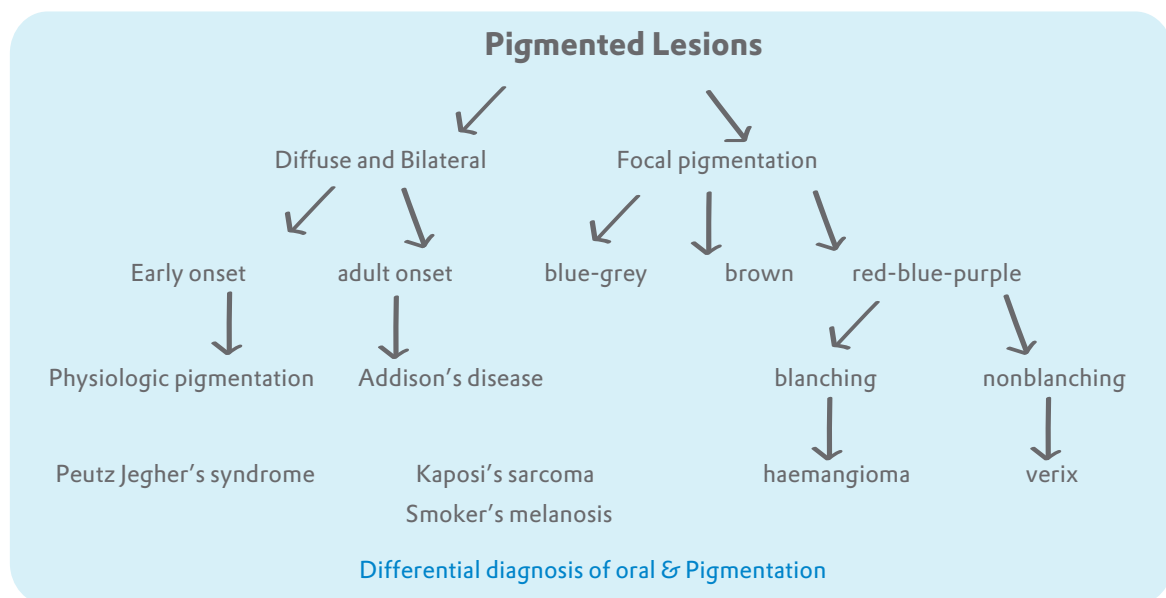 Pigmented Lesions
Diffuse and Bilateral
Focal pigmentation
Early onset
adult onset
blue-grey
brown
red-blue-purple
Physiologic pigmentation
Addison's disease
blanching
nonblanching
Peutz Jegher's syndrome
Kaposi's sarcoma
haemangioma
verix
Smoker's melanosis
Differential diagnosis of oral & Pigmentation